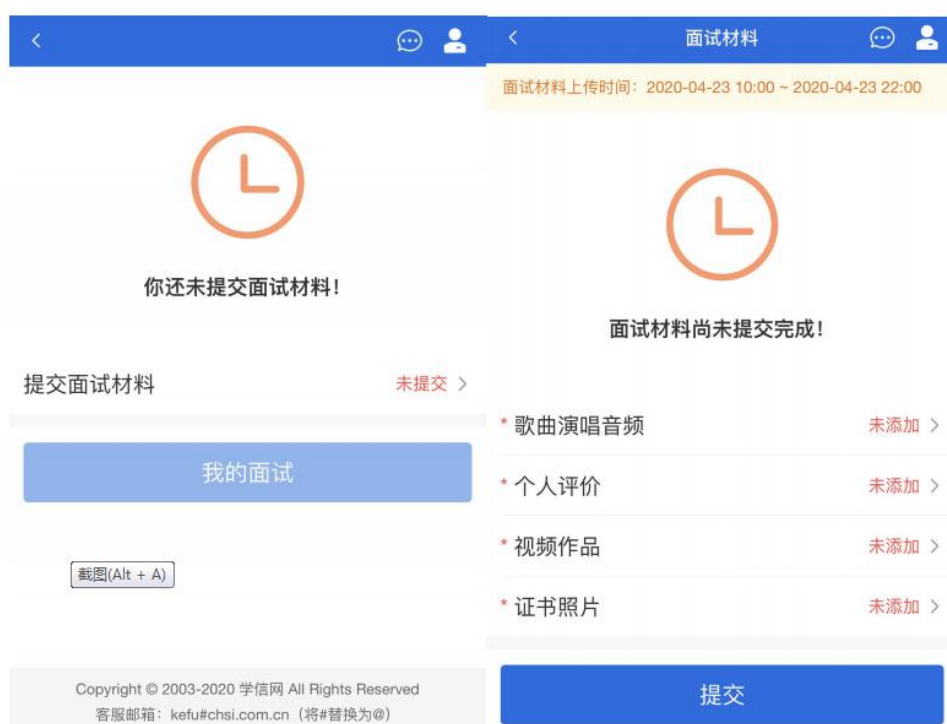 你还未提交面试材料！
提交面试材料
未提交
我的面试
截图(Alt + A)
Copyright © 2003-2020 学信网 All Rights Reserved
客服邮箱：kefu#chsi.com.cn（将#替换为@）
面试材料
面试材料上传时间：2020-04-23 10:00 ~ 2020-04-23 22:00
面试材料尚未提交完成！
* 歌曲演唱音频 未添加
* 个人评价 未添加
* 视频作品 未添加
* 证书照片 未添加
提交